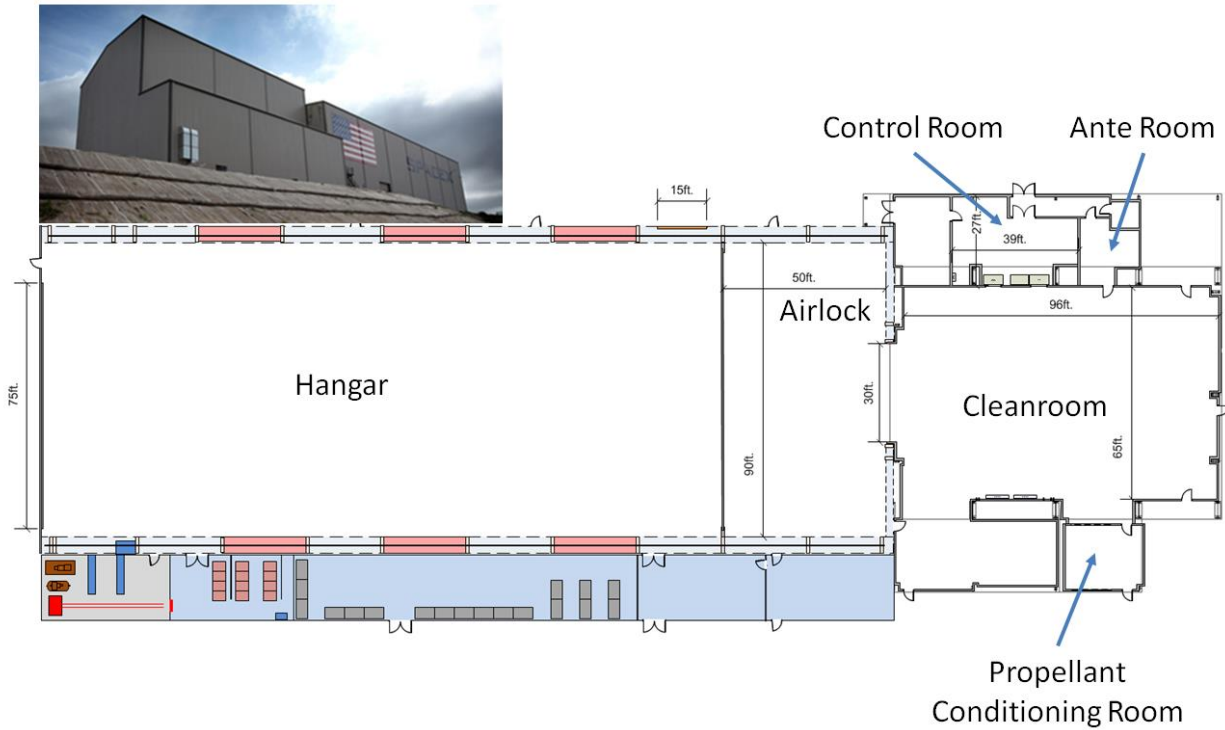 SPACEX
Control Room
Ante Room
15ft.
27ft.
39ft.
50ft.
Airlock
96ft.
75ft.
Hangar
30ft.
Cleanroom
90ft.
65ft.
Propellant
Conditioning Room